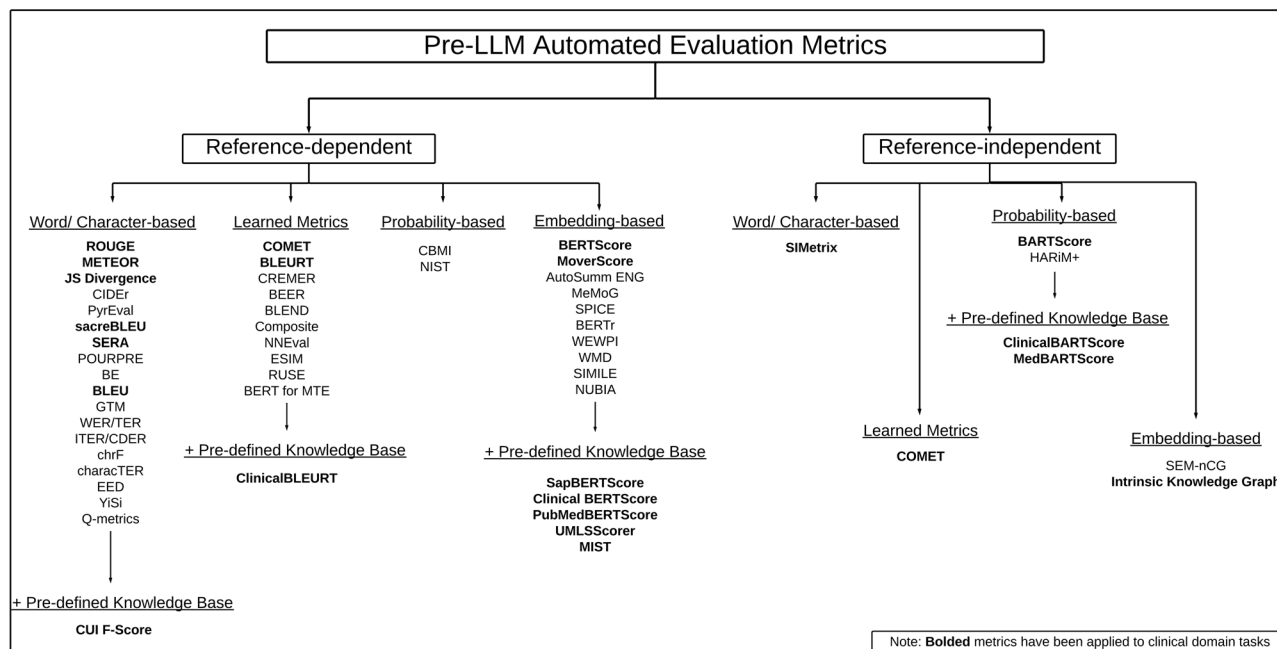 Pre-LLM Automated Evaluation Metrics
Reference-dependent
Word/ Character-based
ROUGE
METEOR
JS Divergence
CIDEr
PyrEval
sacreBLEU
SERA
POURPRE
BE
BLEU
GTM
WER/TER
ITER/CDER
chrF
characTER
EED
YiSi
Q-metrics
+ Pre-defined Knowledge Base
CUI F-Score
Learned Metrics
COMET
BLEURT
CREMER
BEER
BLEND
Composite
NNEval
ESIM
RUSE
BERT for MTE
+ Pre-defined Knowledge Base
ClinicalBLEURT
Probability-based
CBMI
NIST
Embedding-based
BERTScore
MoverScore
AutoSumm ENG
MeMoG
SPICE
BERTr
WEWPI
WMD
SIMILE
NUBIA
+ Pre-defined Knowledge Base
SapBERTScore
Clinical BERTScore
PubMedBERTScore
UMLSScorer
MIST
Reference-independent
Word/ Character-based
SIMetrix
Learned Metrics
COMET
Probability-based
BARTScore
HARiM+
+ Pre-defined Knowledge Base
ClinicalBARTScore
MedBARTScore
Embedding-based
SEM-nCG
Intrinsic Knowledge Graph
Note: Bolded metrics have been applied to clinical domain tasks